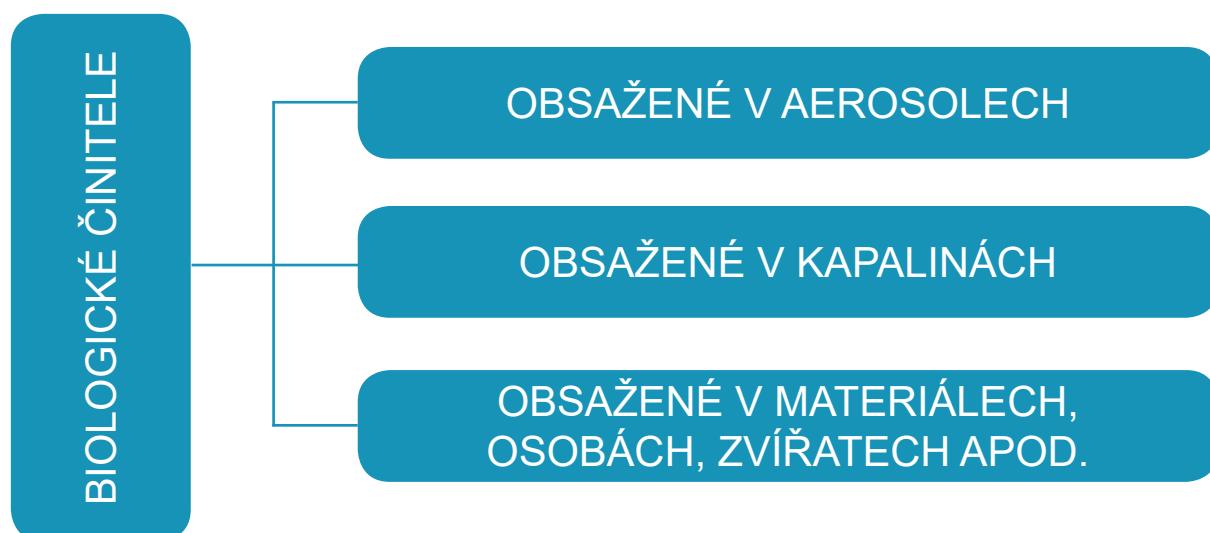 BIOLOGICKÉ ČINITELE
OBSAŽENÉ V AEROSOLECH
OBSAŽENÉ V KAPALINÁCH
OBSAŽENÉ V MATERIÁLECH,
OSOBÁCH, ZVÍŘATECH APOD.